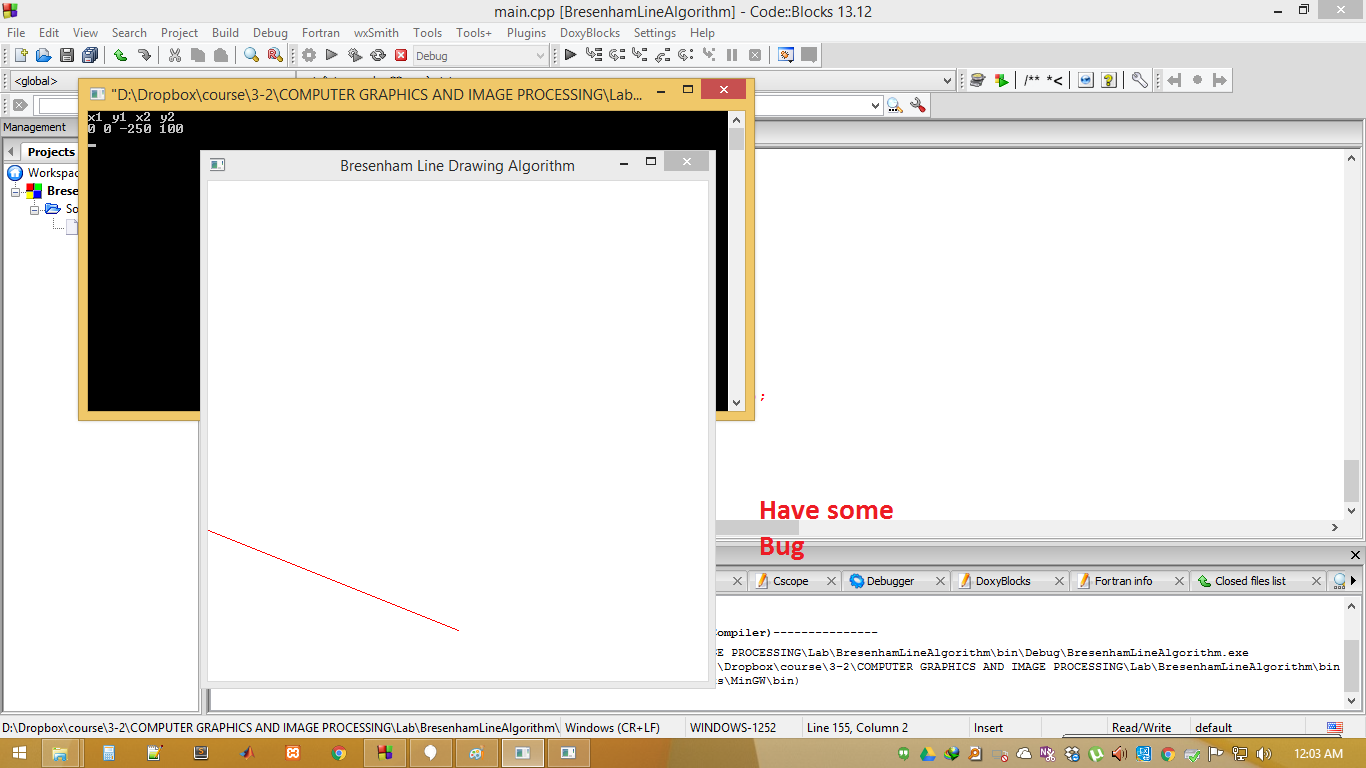 main.cpp [BresenhamLineAlgorithm] - Code::Blocks 13.12
File Edit View Search Project Build Debug Fortran wxSmith Tools Tools+ Plugins DoxyBlocks Settings Help
Debug
<global>
/** *<
"D:\Dropbox\course\3-2\COMPUTER GRAPHICS AND IMAGE PROCESSING\Lab...
x1 y1 x2 y2
0 0 -250 100
Management
Projects
Workspac
Brese
So
Bresenham Line Drawing Algorithm
;
Have some
Bug
Cscope Debugger DoxyBlocks Fortran info Closed files list
Compiler)---------------
GE PROCESSING\Lab\BresenhamLineAlgorithm\bin\Debug\BresenhamLineAlgorithm.exe
\Dropbox\course\3-2\COMPUTER GRAPHICS AND IMAGE PROCESSING\Lab\BresenhamLineAlgorithm\bin
s\MinGW\bin)
D:\Dropbox\course\3-2\COMPUTER GRAPHICS AND IMAGE PROCESSING\Lab\BresenhamLineAlgorithm\ Windows (CR+LF) WINDOWS-1252 Line 155, Column 2 Insert Read/Write default
12:03 AM